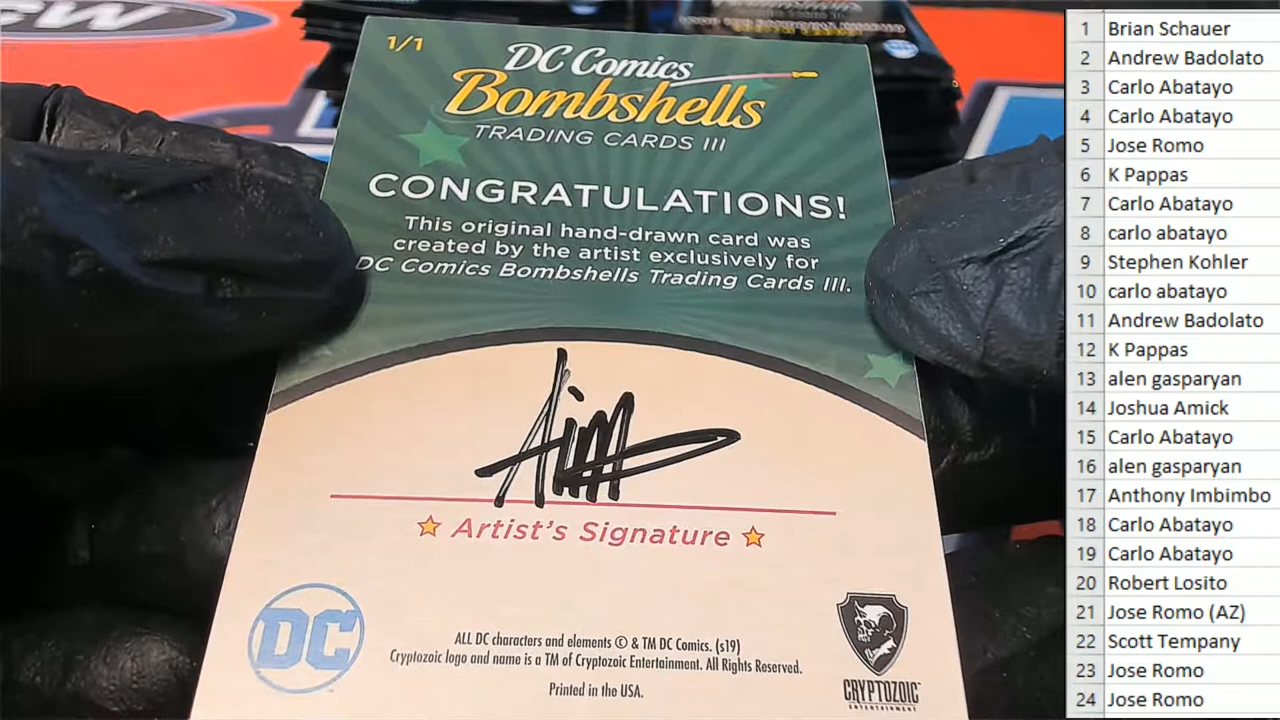 1/1
DC Comics
Bombshells
TRADING CARDS III
CONGRATULATIONS!
This original hand-drawn card was
created by the artist exclusively for
DC Comics Bombshells Trading Cards III.
Artist's Signature
DC
ALL DC characters and elements © & TM DC Comics. (s19)
Cryptozoic logo and name is a TM of Cryptozoic Entertainment. All Rights Reserved.
Printed in the USA.
CRYPTOZOIC
ENTERTAINMENT
1 Brian Schauer
2 Andrew Badolato
3 Carlo Abatayo
4 Carlo Abatayo
5 Jose Romo
6 K Pappas
7 Carlo Abatayo
8 carlo abatayo
9 Stephen Kohler
10 carlo abatayo
11 Andrew Badolato
12 K Pappas
13 alen gasparyan
14 Joshua Amick
15 Carlo Abatayo
16 alen gasparyan
17 Anthony Imbimbo
18 Carlo Abatayo
19 Carlo Abatayo
20 Robert Losito
21 Jose Romo (AZ)
22 Scott Tempany
23 Jose Romo
24 Jose Romo